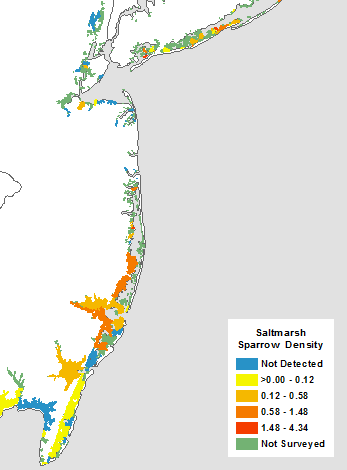 Saltmarsh
Sparrow Density
Not Detected
>0.00 - 0.12
0.12 - 0.58
0.58 - 1.48
1.48 - 4.34
Not Surveyed